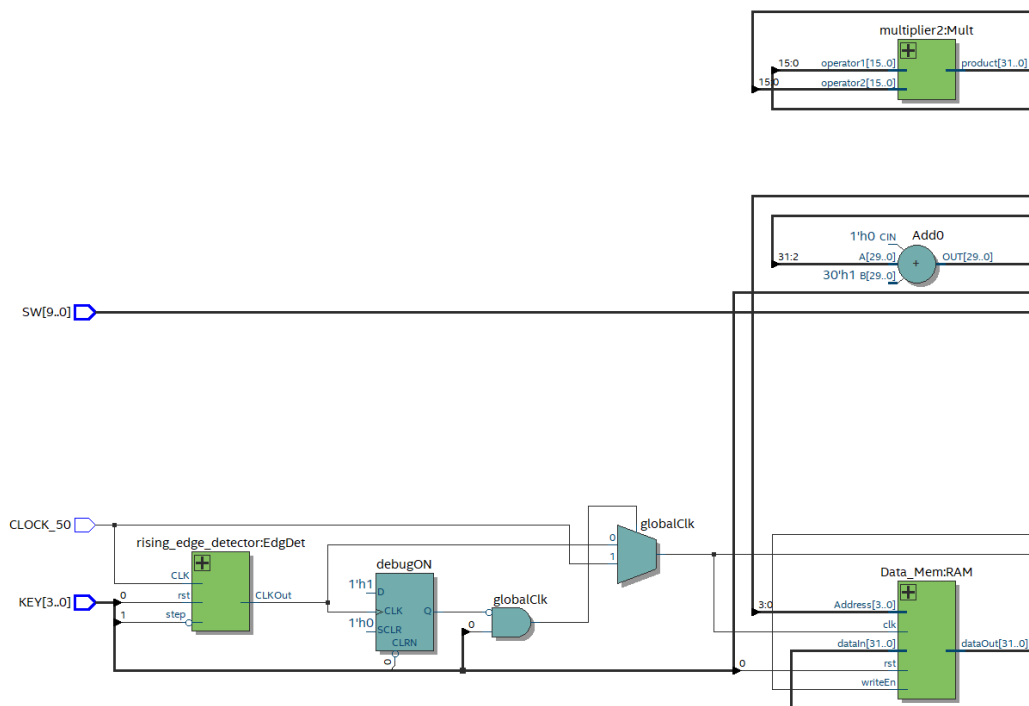 multiplier2:Mult
15:0 operator1[15..0] product[31..0]
15:0 operator2[15..0]
1'h0 CIN Add0
31:2 A[29..0] + OUT[29..0]
30'h1 B[29..0]
SW[9..0]
CLOCK_50
globalClk
rising_edge_detector:EdgDet
0
1
debugON
CLK
1'h1 D
Data_Mem:RAM
KEY[3..0] 0 rst CLKOut
globalClk
3:0 Address[3..0]
1 step
CLK Q
1'h0 SCLR
0
clk
CLRN
dataIn[31..0] dataOut[31..0]
0
0 rst
writeEn